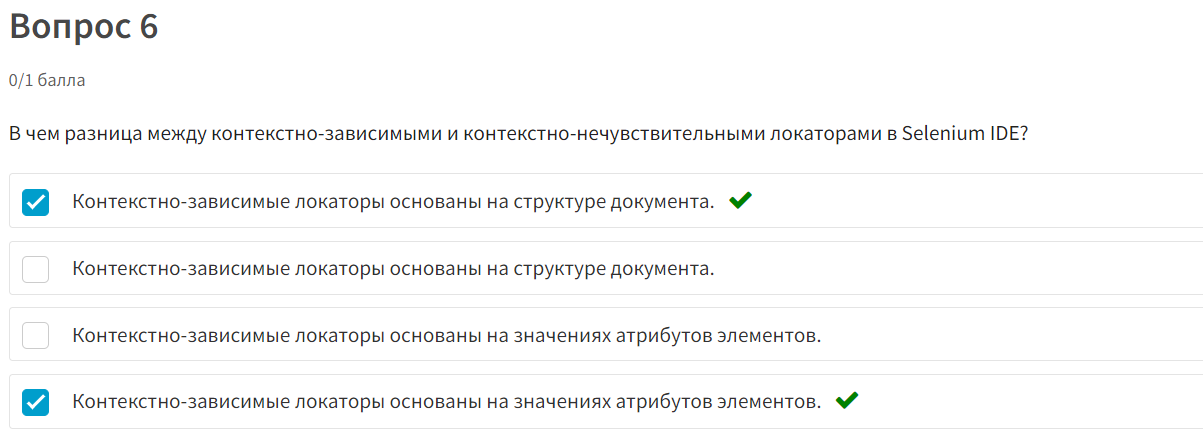 Вопрос 6
0/1 балла
В чем разница между контекстно-зависимыми и контекстно-нечувствительными локаторами в Selenium IDE?
Контекстно-зависимые локаторы основаны на структуре документа.
Контекстно-зависимые локаторы основаны на структуре документа.
Контекстно-зависимые локаторы основаны на значениях атрибутов элементов.
Контекстно-зависимые локаторы основаны на значениях атрибутов элементов.